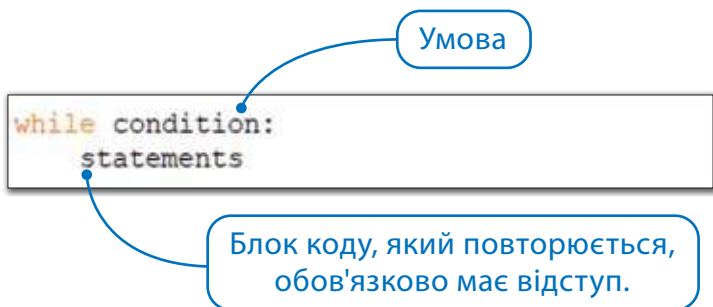 Умова
while condition:
statements
Блок коду, який повторюється,
обов'язково має відступ.